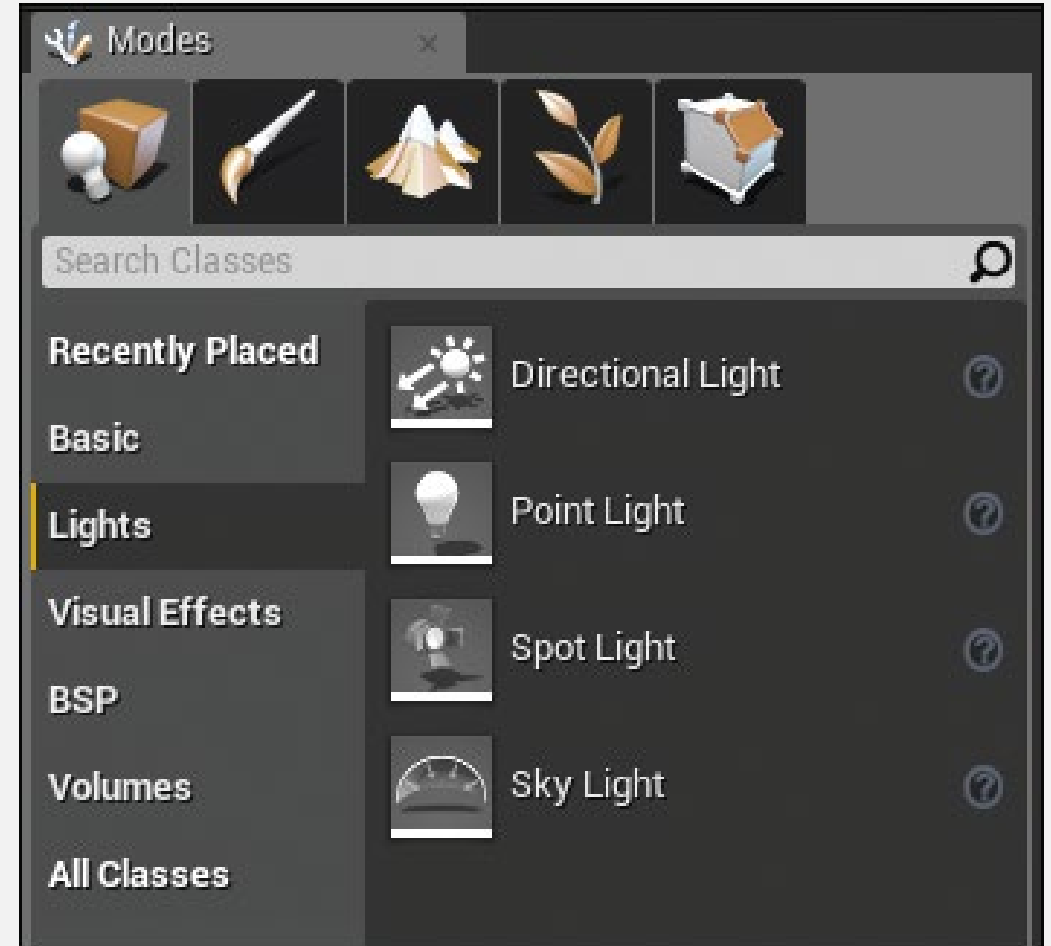 Modes
Search Classes
Recently Placed
Basic
Lights
Visual Effects
BSP
Volumes
All Classes
Directional Light
Point Light
Spot Light
Sky Light